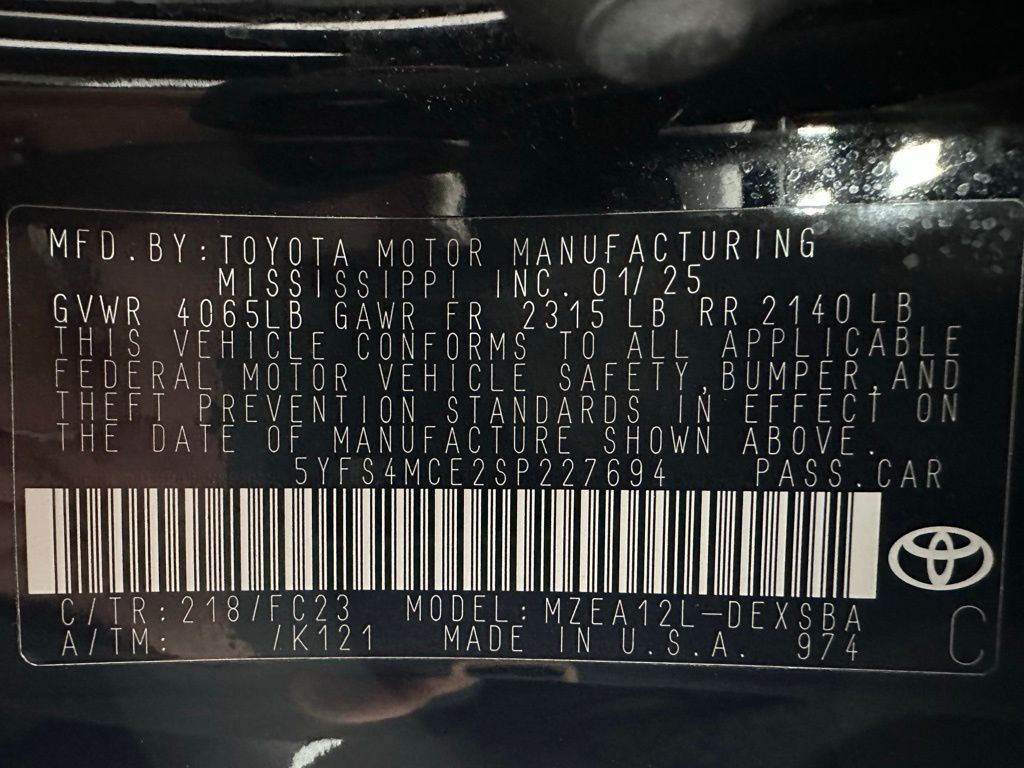 MFD. BY: TOYOTA MOTOR MANUFACTURING
MISSISSIPPI INC. 01/25
GVWR 4065LB GAWR FR 2315 LB RR 2140 LB
THIS VEHICLE CONFORMS TO ALL APPLICABLE
FEDERAL MOTOR VEHICLE SAFETY, BUMPER, AND
THEFT PREVENTION STANDARDS IN EFFECT ON
THE DATE OF MANUFACTURE SHOWN ABOVE.
5YFS4MCE2SP227694 PASS. CAR
C/TR: 218/FC23 MODEL: MZEA12L-DEXSBA
A/TM: /K121 MADE IN U.S.A. 974
C